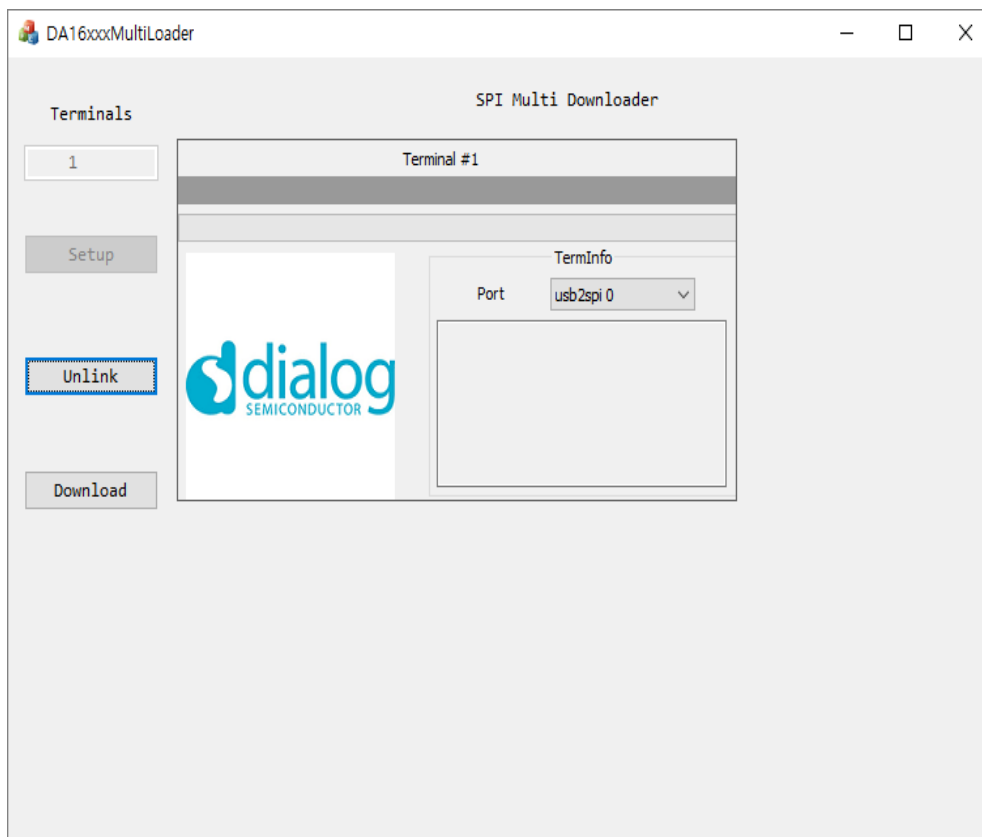 DA16xxxMultiLoader
SPI Multi Downloader
Terminals
1
Setup
Unlink
Download
Terminal #1
TermInfo
Port
usb2spi 0
dialog
SEMICONDUCTOR